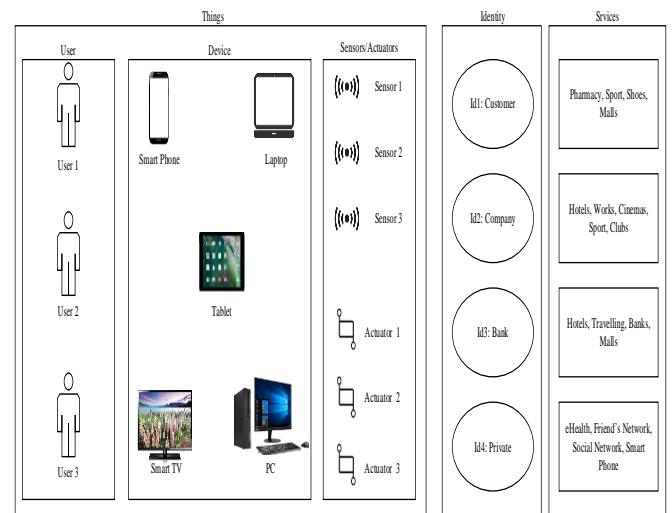 Things
Identity
Srvices
User
Device
Sensors/Actuators
User 1
User 2
User 3
Smart Phone
Laptop
Tablet
Smart TV
PC
Sensor 1
Sensor 2
Sensor 3
Actuator 1
Actuator 2
Actuator 3
Id1: Customer
Id2: Company
Id3: Bank
Id4: Private
Pharmacy, Sport, Shoes,
Malls
Hotels, Works, Cinemas,
Sport, Clubs
Hotels, Travelling, Banks,
Malls
eHealth, Friend's Network,
Social Network, Smart
Phone